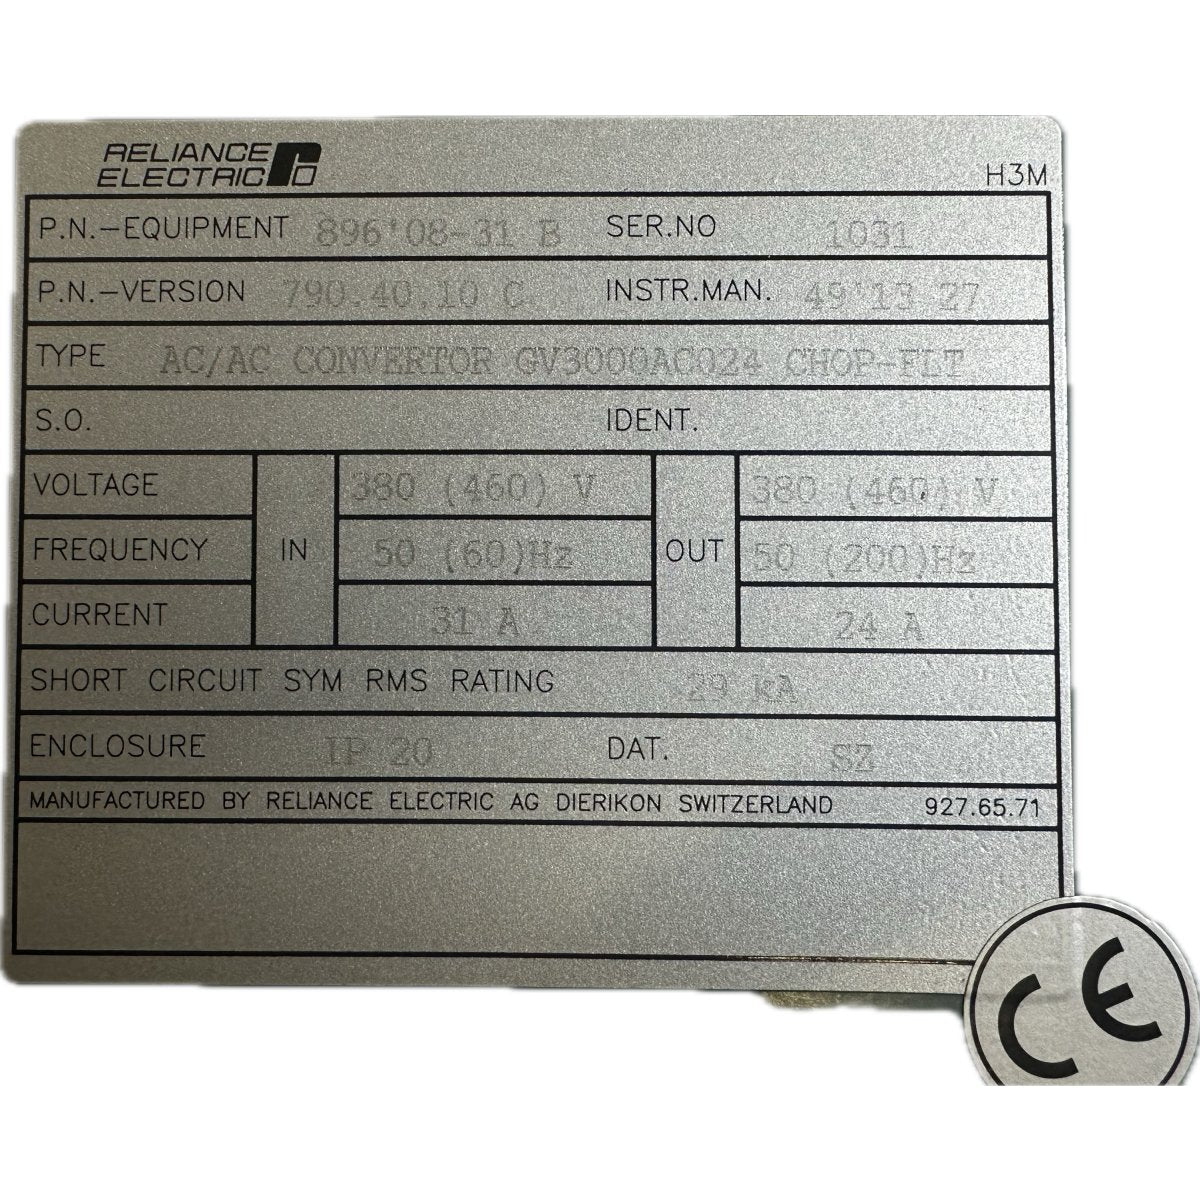 RELIANCE
ELECTRIC
H3M
P.N.-EQUIPMENT 896'08-31 B SER.NO 1031
P.N.-VERSION 790.40.10 C INSTR.MAN. 49'13 27
TYPE AC/AC CONVERTOR GV3000AC024 CHOP-FLT
S.O. IDENT.
VOLTAGE 380 (460) V 380 (460) V
FREQUENCY IN 50 (60)Hz OUT 50 (200)Hz
CURRENT 31 A 24 A
SHORT CIRCUIT SYM RMS RATING 29 kA
ENCLOSURE IP 20 DAT. SZ
MANUFACTURED BY RELIANCE ELECTRIC AG DIERIKON SWITZERLAND 927.65.71
CE